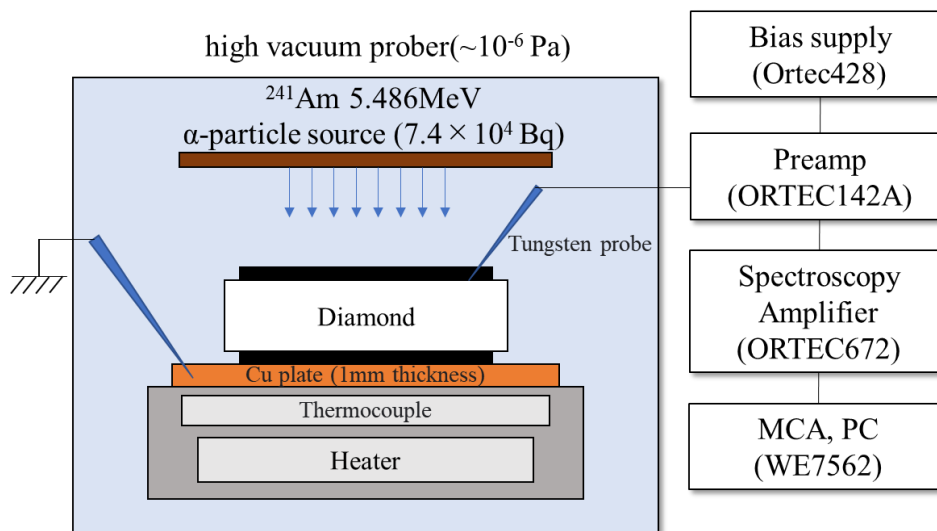 high vacuum prober(~10⁻⁶ Pa)
²⁴¹Am 5.486MeV
α-particle source (7.4 × 10⁴ Bq)
Tungsten probe
Diamond
Cu plate (1mm thickness)
Thermocouple
Heater
Bias supply
(Ortec428)
Preamp
(ORTEC142A)
Spectroscopy
Amplifier
(ORTEC672)
MCA, PC
(WE7562)